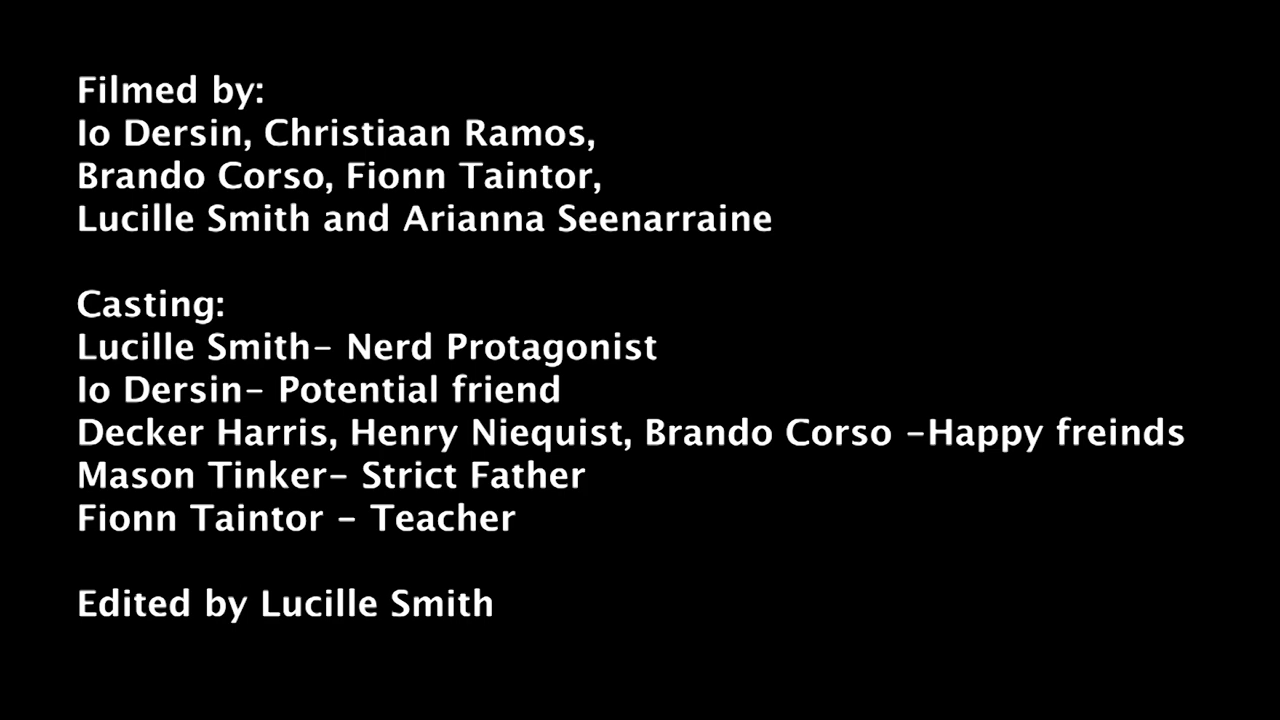 Filmed by:
Io Dersin, Christiaan Ramos,
Brando Corso, Fionn Taintor,
Lucille Smith and Arianna Seenarraine
Casting:
Lucille Smith- Nerd Protagonist
Io Dersin- Potential friend
Decker Harris, Henry Niequist, Brando Corso -Happy freinds
Mason Tinker- Strict Father
Fionn Taintor - Teacher
Edited by Lucille Smith